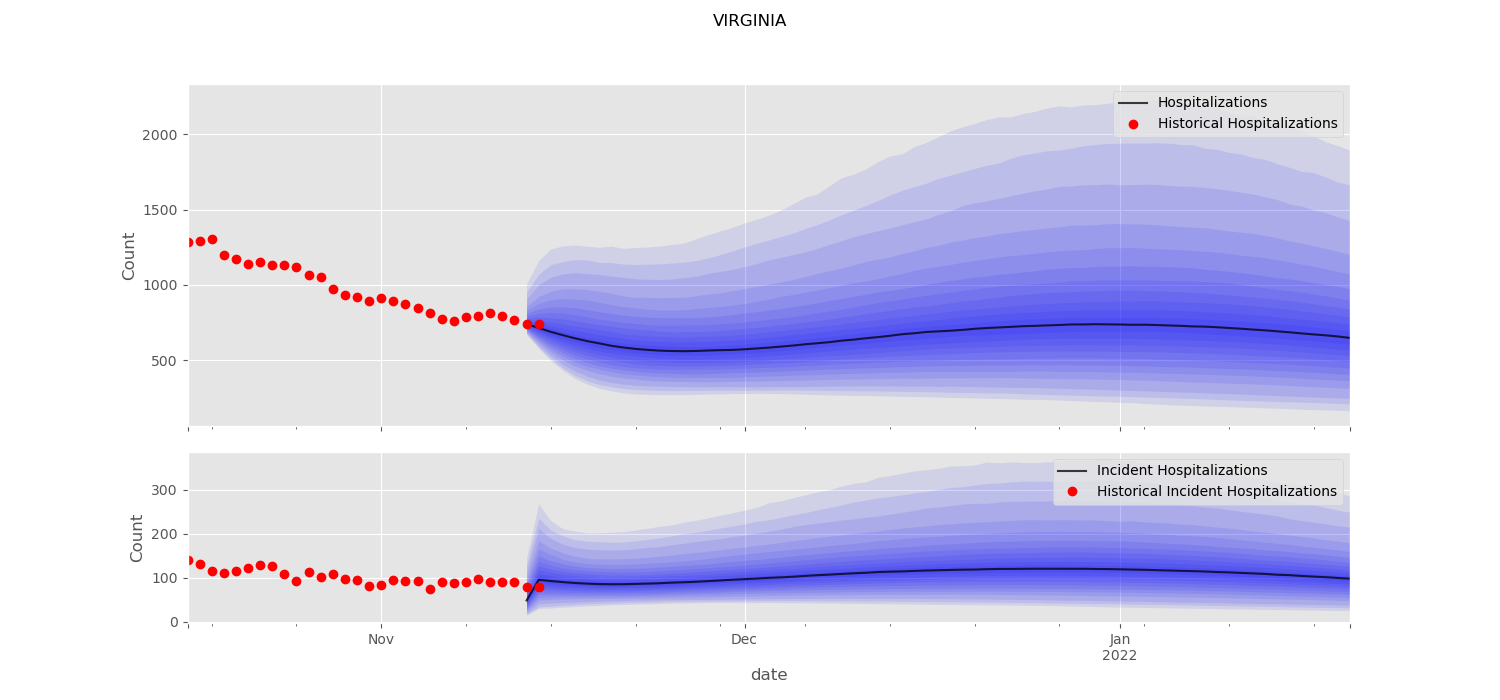 VIRGINIA
Hospitalizations
Historical Hospitalizations
Count
2000
1500
1000
500
Incident Hospitalizations
Historical Incident Hospitalizations
Count
300
200
100
0
Nov
Dec
Jan
2022
date